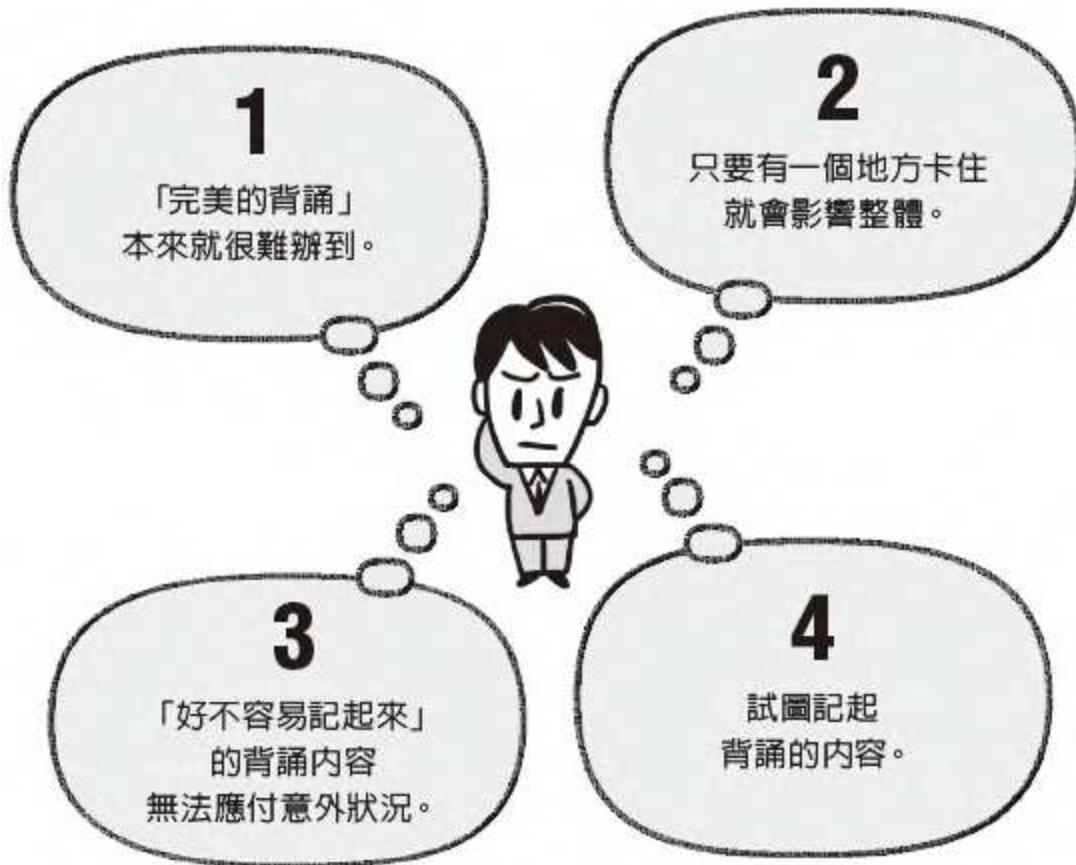 1
「完美的背誦」
本來就很難辦到。
2
只要有一個地方卡住
就會影響整體。
3
「好不容易記起來」
的背誦內容
無法應付意外狀況。
4
試圖記起
背誦的內容。